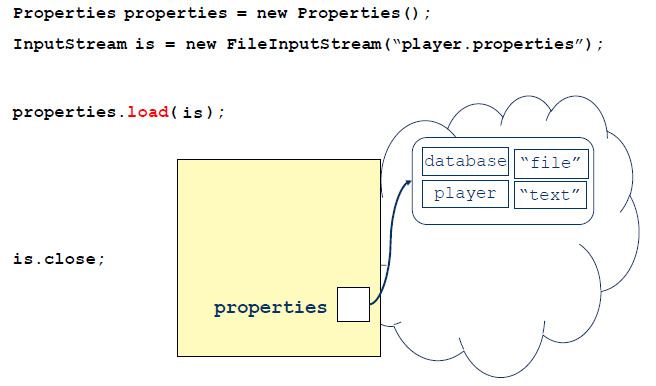 Properties properties = new Properties();
InputStream is = new FileInputStream(“player.properties”);
properties.load(is);
database “file”
player “text”
is.close;
properties